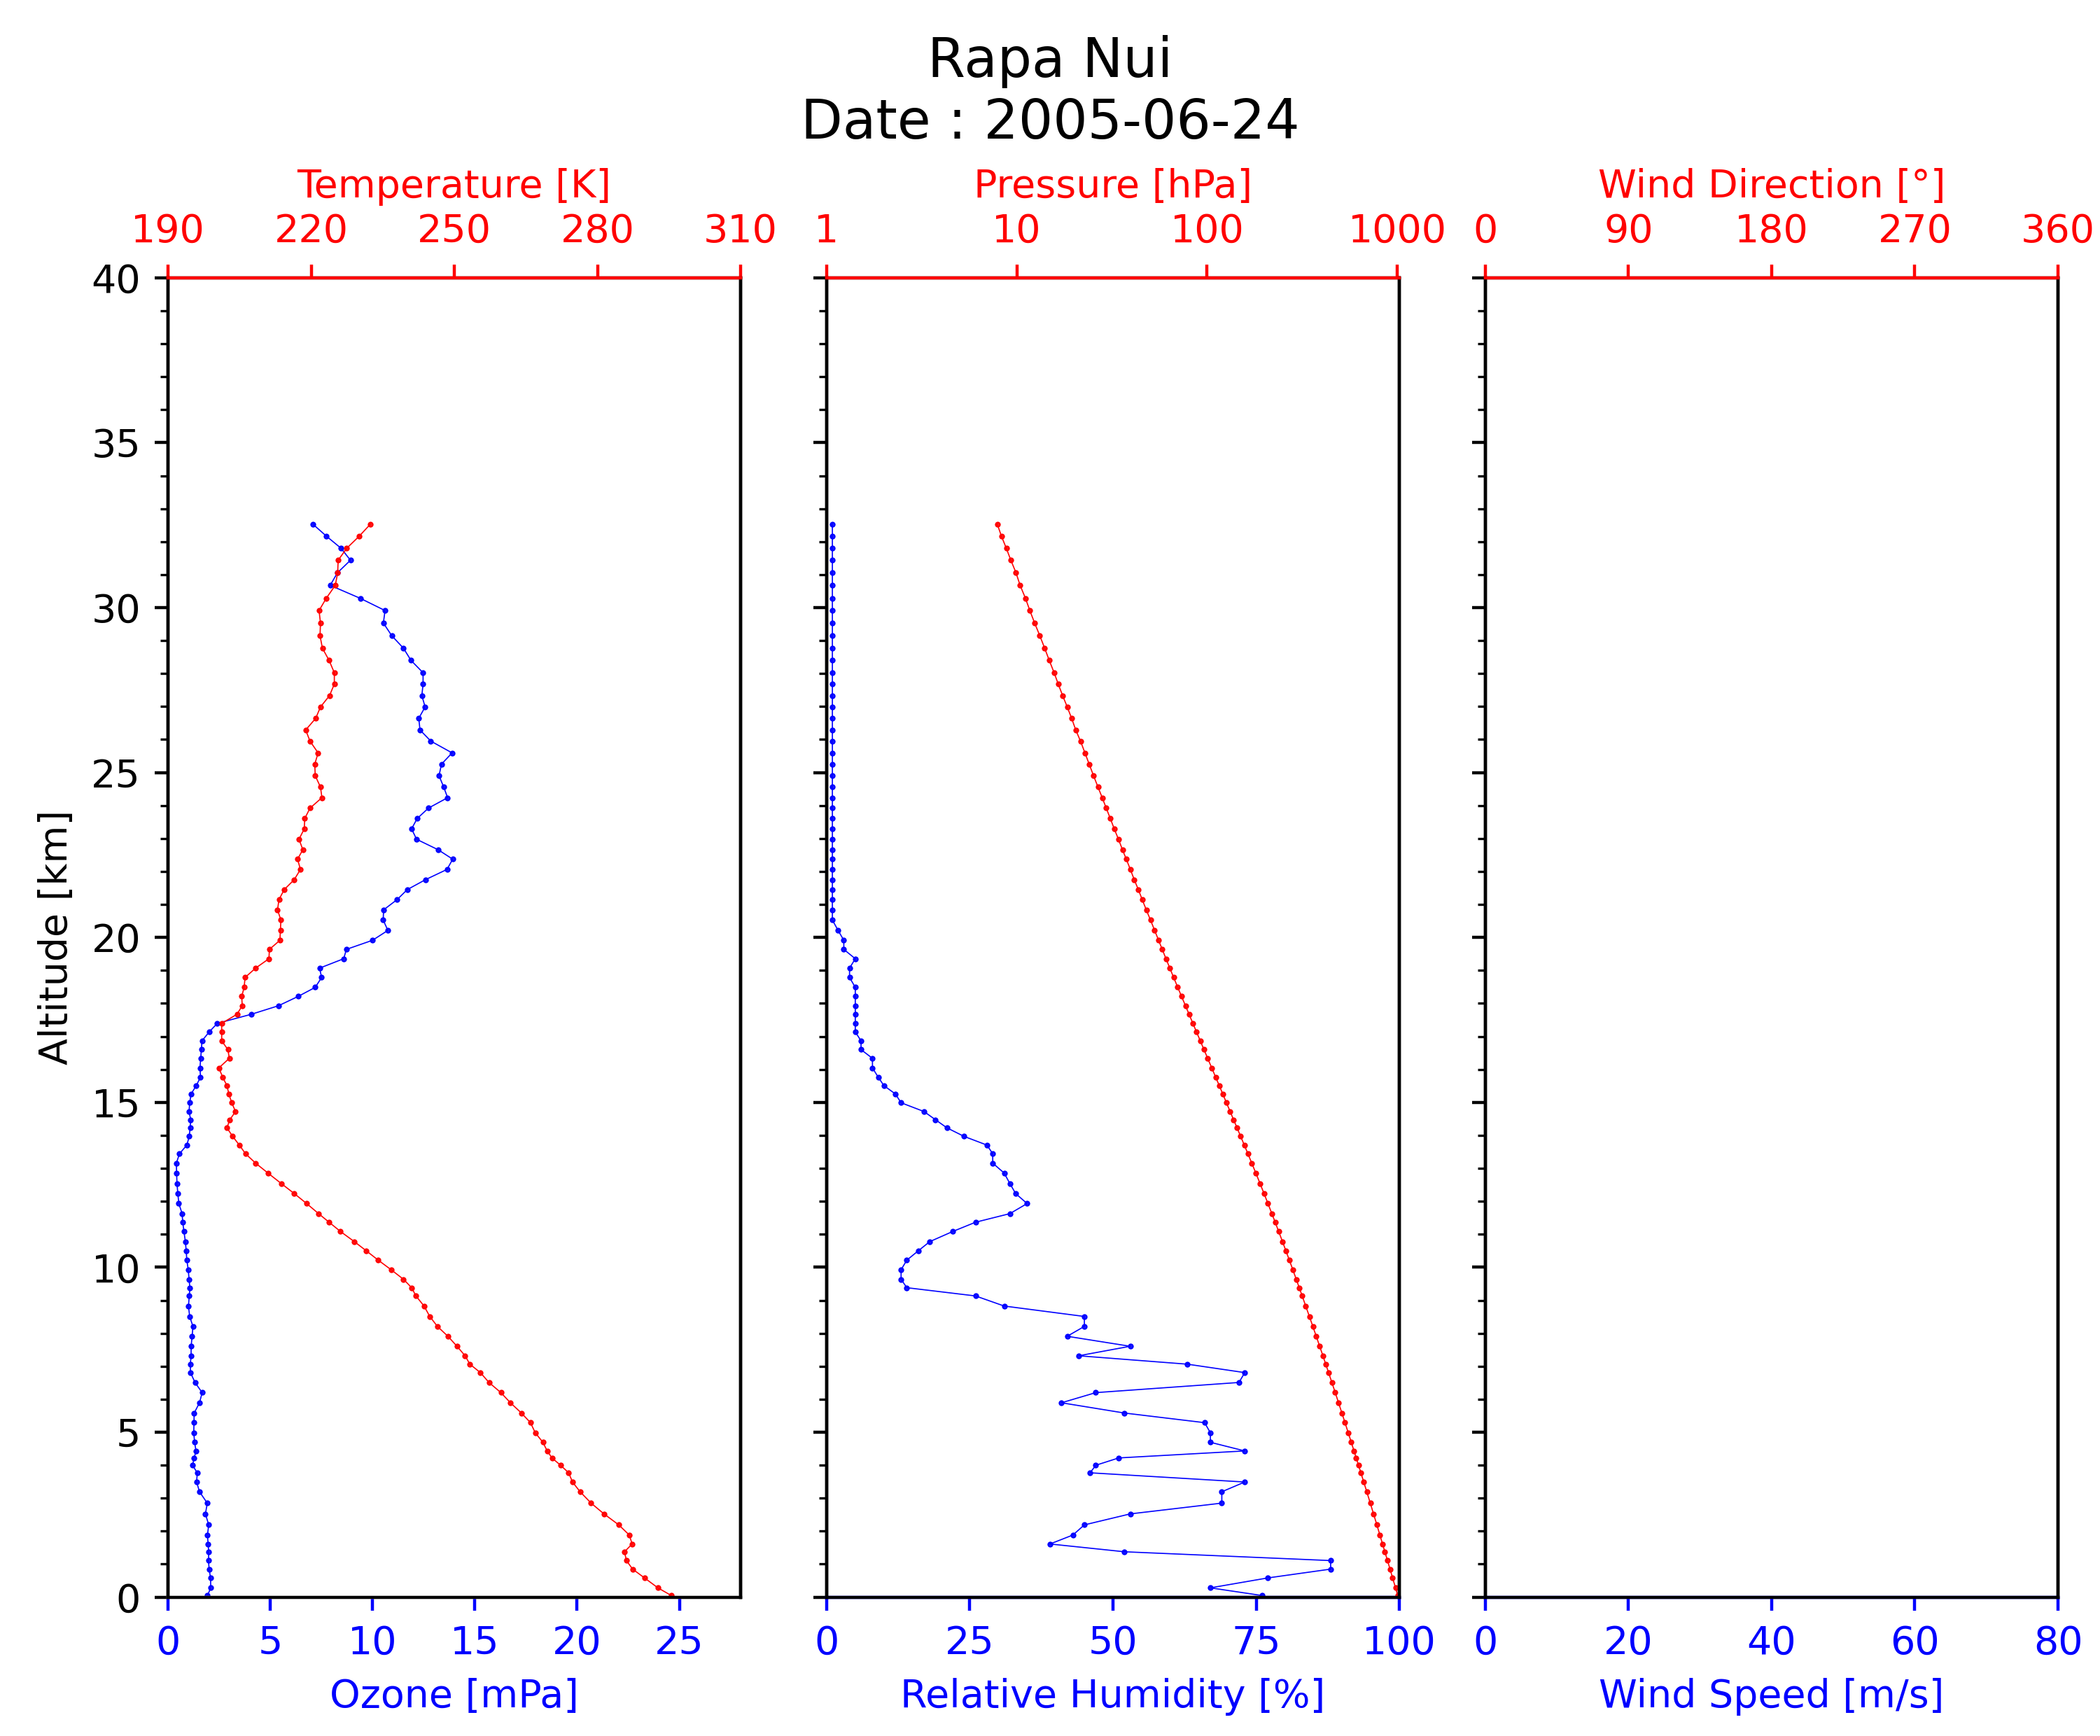 Rapa Nui
Date : 2005-06-24
Temperature [K]
190 220 250 280 310
Pressure [hPa]
1 10 100 1000
Wind Direction [°]
0 90 180 270 360
Altitude [km]
40
35
30
25
20
15
10
5
0
0 5 10 15 20 25
Ozone [mPa]
0 25 50 75 100
Relative Humidity [%]
0 20 40 60 80
Wind Speed [m/s]